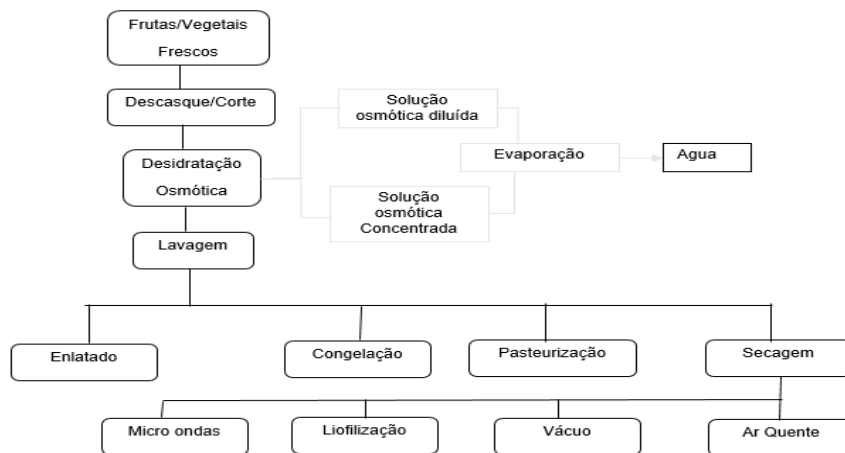 Frutas/Vegetais
Frescos
Descasque/Corte
Desidratação
Osmótica
Solução
osmótica diluída
Evaporação
Agua
Solução
osmótica
Concentrada
Lavagem
Enlatado
Congelação
Pasteurização
Secagem
Micro ondas
Liofilização
Vácuo
Ar Quente